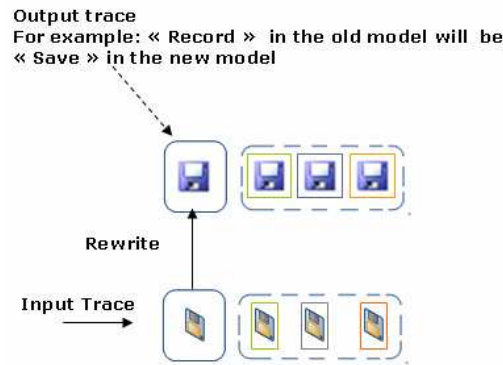 Output trace
For example: « Record » in the old model will be
« Save » in the new model
Rewrite
Input Trace